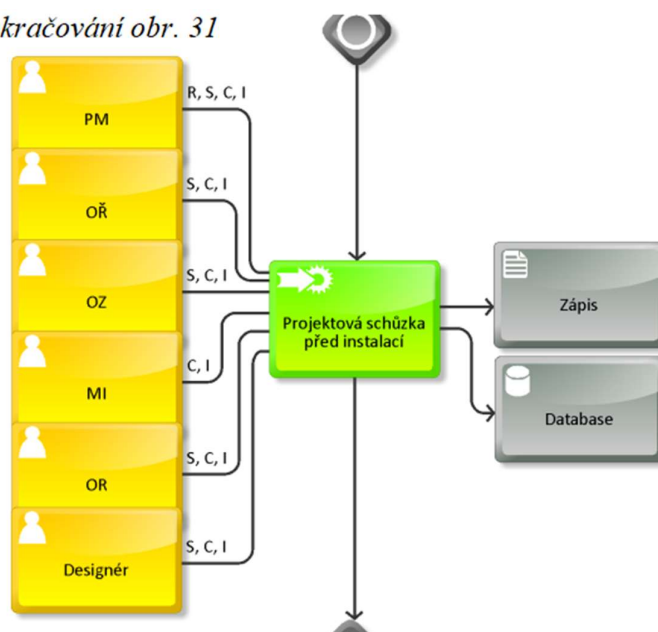 kračování obr. 31
PM
R, S, C, I
OŘ
S, C, I
OZ
S, C, I
MI
C, I
OR
S, C, I
Designér
S, C, I
Projektová schůzka
před instalací
Zápis
Database